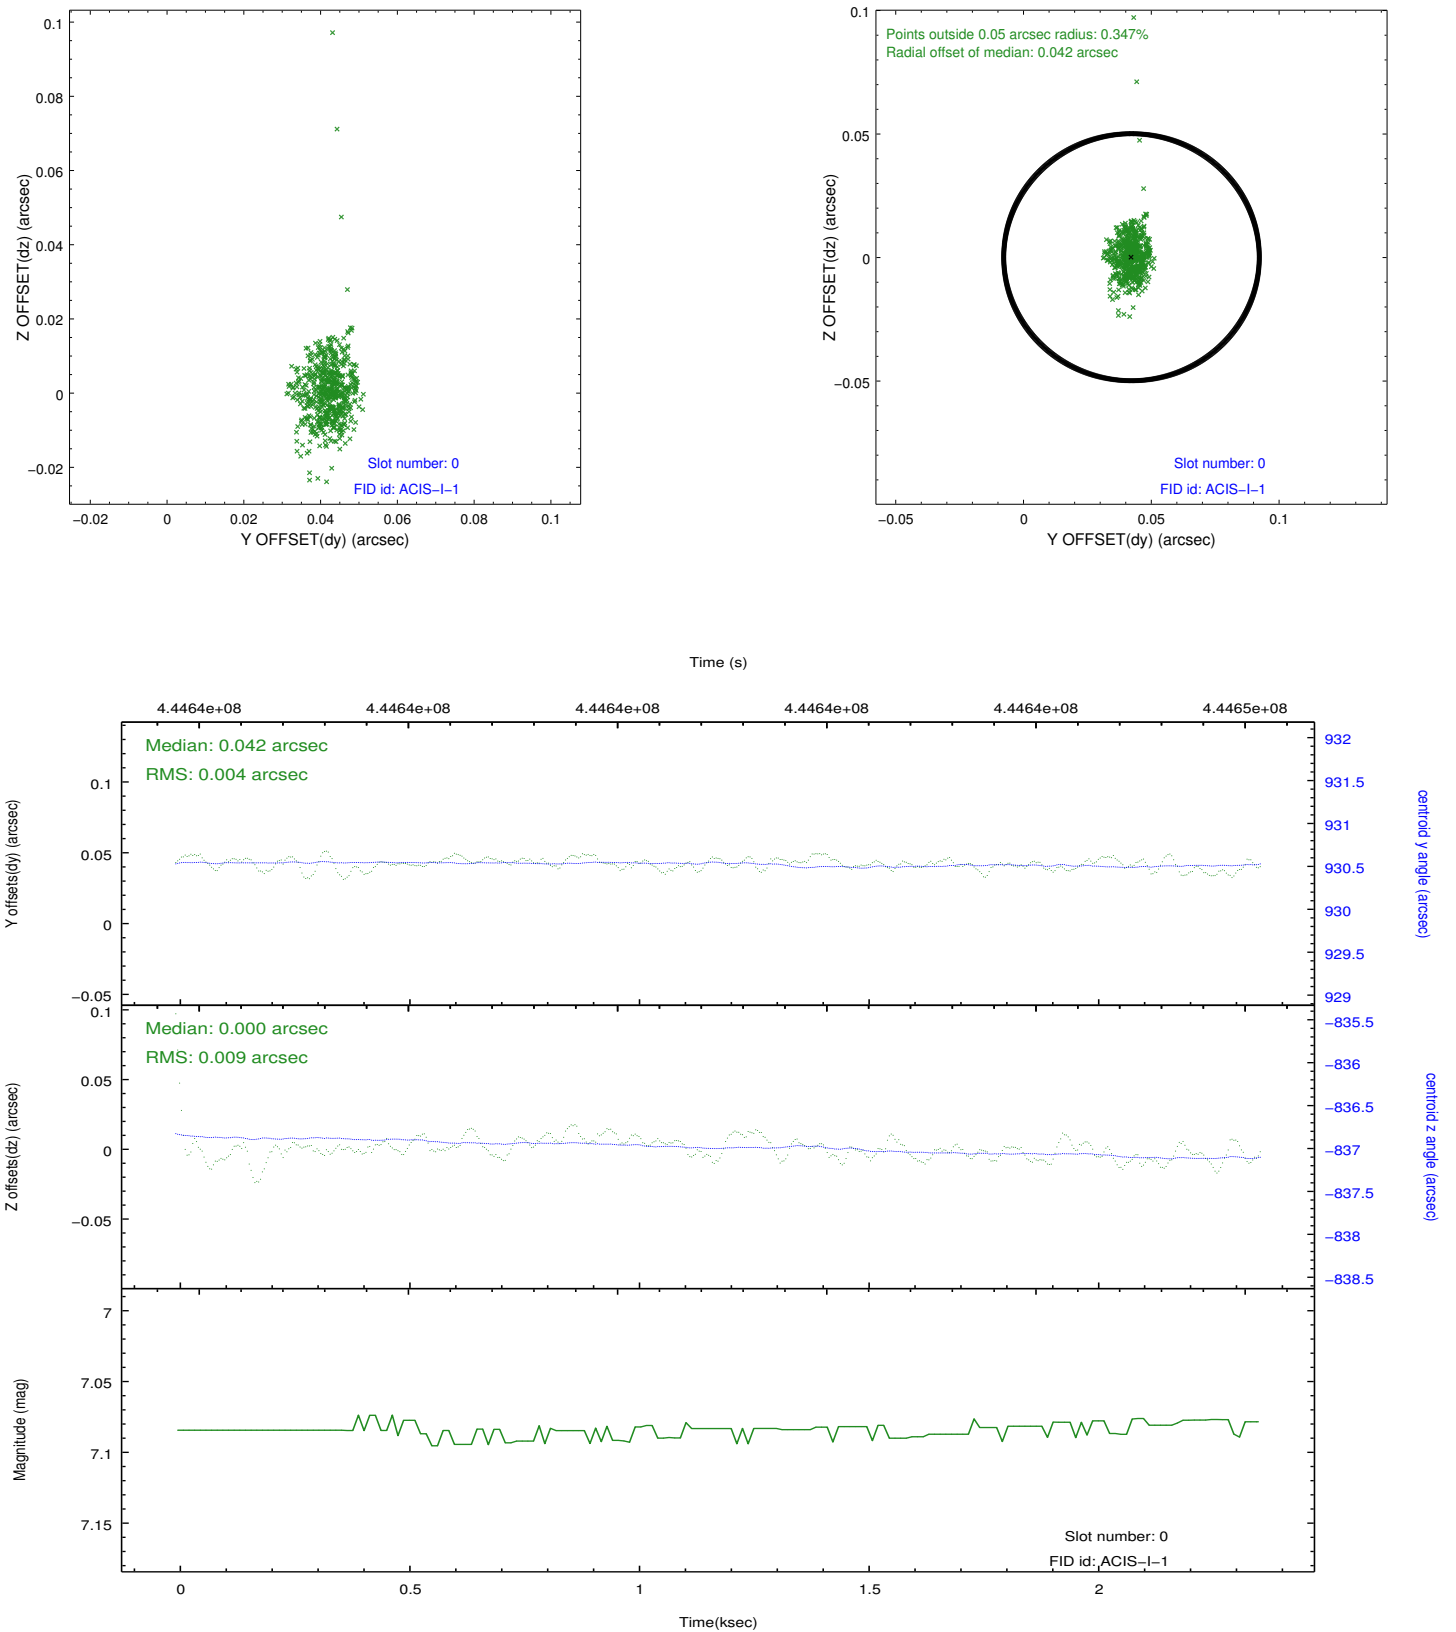 0.1
0.08
0.06
0.04
0.02
0
−0.02
Z OFFSET(dz) (arcsec)
Slot number: 0
FID id: ACIS−I−1
−0.02 0 0.02 0.04 0.06 0.08 0.1
Y OFFSET(dy) (arcsec)
Points outside 0.05 arcsec radius: 0.347%
Radial offset of median: 0.042 arcsec
0.1
0.05
0
−0.05
Z OFFSET(dz) (arcsec)
Slot number: 0
FID id: ACIS−I−1
−0.05 0 0.05 0.1
Y OFFSET(dy) (arcsec)
Time (s)
4.4464e+08 4.4464e+08 4.4464e+08 4.4464e+08 4.4464e+08 4.4465e+08
Median: 0.042 arcsec
RMS: 0.004 arcsec
0.1
0.05
0
−0.05
Y offsets(dy) (arcsec)
932
931.5
931
930.5
930
929.5
929
centroid y angle (arcsec)
Median: 0.000 arcsec
RMS: 0.009 arcsec
0.1
0.05
0
−0.05
Z offsets(dz) (arcsec)
−835.5
−836
−836.5
−837
−837.5
−838
−838.5
centroid z angle (arcsec)
7
7.05
7.1
7.15
Magnitude (mag)
Slot number: 0
FID id: ACIS−I−1
0 0.5 1 1.5 2
Time(ksec)